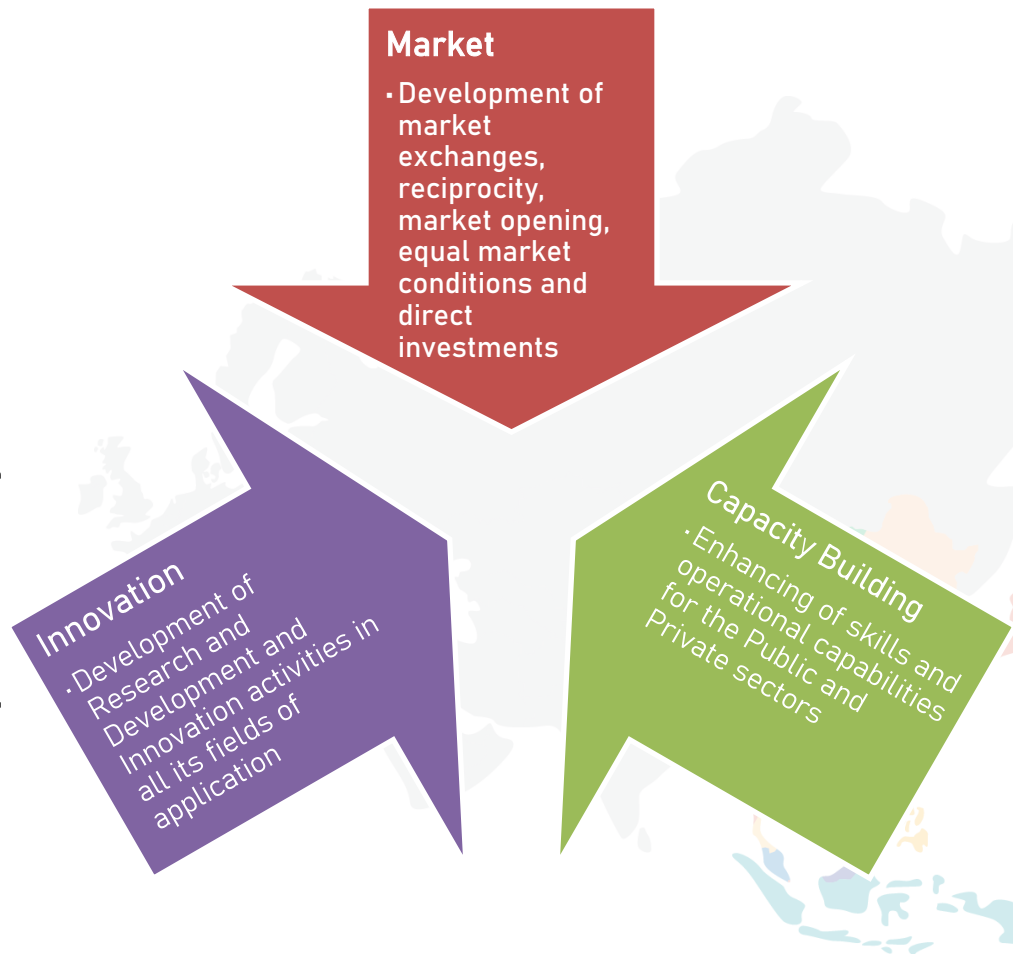 Market
▪ Development of
market
exchanges,
reciprocity,
market opening,
equal market
conditions and
direct
investments
Innovation
▪ Development of
Research and
Development and
Innovation activities in
all its fields of
application
Capacity Building
▪ Enhancing of skills and
operational capabilities
for the Public and
Private sectors